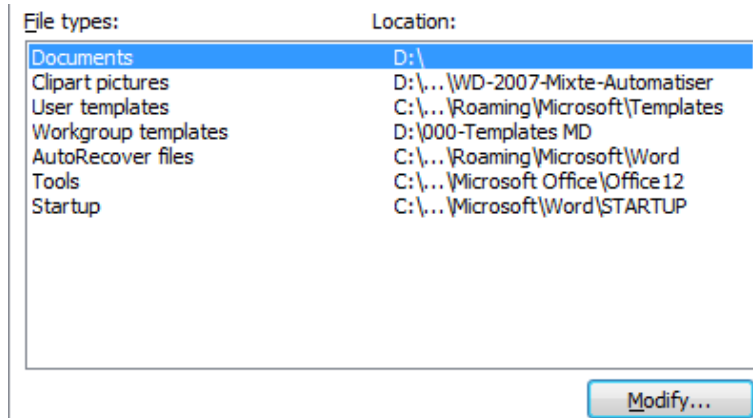 File types: Location:
Documents D:\
Clipart pictures D:\...\WD-2007-Mixte-Automatiser
User templates C:\...\Roaming\Microsoft\Templates
Workgroup templates D:\000-Templates MD
AutoRecover files C:\...\Roaming\Microsoft\Word
Tools C:\...\Microsoft Office\Office12
Startup C:\...\Microsoft\Word\STARTUP
Modify...